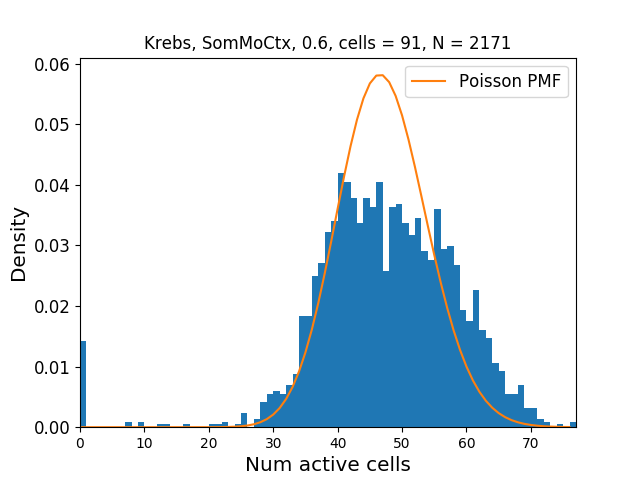 Krebs, SomMoCtx, 0.6, cells = 91, N = 2171
Poisson PMF
Density
0.06
0.05
0.04
0.03
0.02
0.01
0.00
0 10 20 30 40 50 60 70
Num active cells